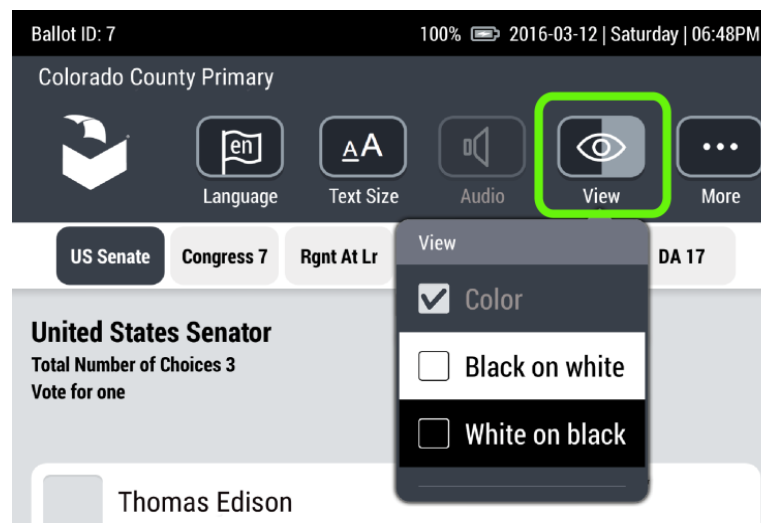 Ballot ID: 7 100% 2016-03-12 | Saturday | 06:48PM
Colorado County Primary
en AA
Language Text Size Audio View More
US Senate Congress 7 Rgnt At Lr DA 17
View
Color
Black on white
White on black
United States Senator
Total Number of Choices 3
Vote for one
Thomas Edison